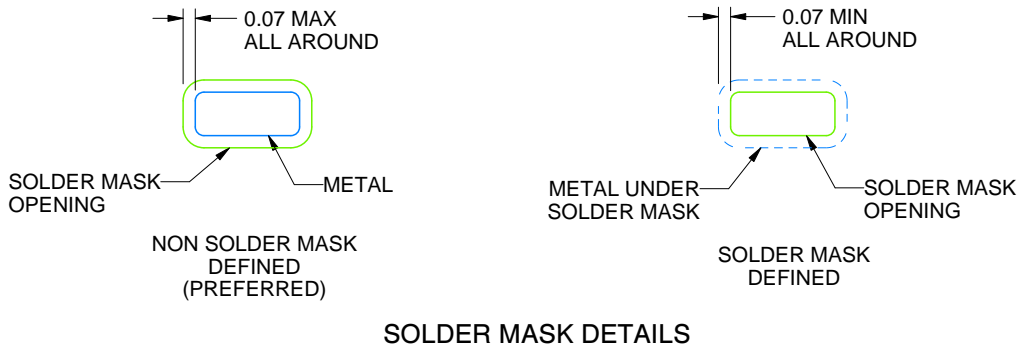 0.07 MAX
ALL AROUND
SOLDER MASK
OPENING
METAL
NON SOLDER MASK
DEFINED
(PREFERRED)
0.07 MIN
ALL AROUND
METAL UNDER
SOLDER MASK
SOLDER MASK
OPENING
SOLDER MASK
DEFINED
SOLDER MASK DETAILS